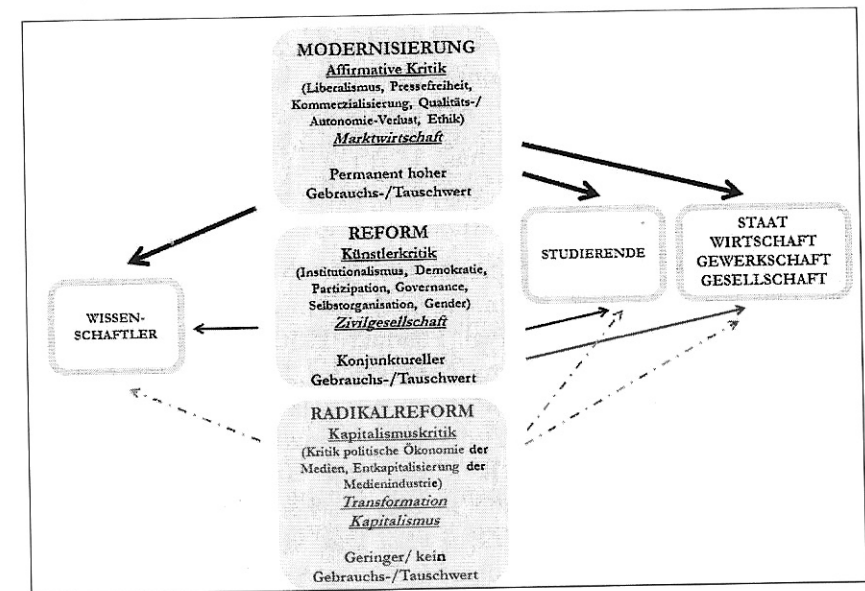 MODERNISIERUNG
Affirmative Kritik
(Liberalismus, Pressefreiheit,
Kommerzialisierung, Qualitäts-/
Autonomie-Verlust, Ethik)
Marktwirtschaft
Permanent hoher
Gebrauchs-/Tauschwert
REFORM
Künstlerkritik
(Institutionalismus, Demokratie,
Partizipation, Governance,
Selbstorganisation, Gender)
Zivilgesellschaft
Konjunktureller
Gebrauchs-/Tauschwert
RADIKALREFORM
Kapitalismuskritik
(Kritik politische Ökonomie der
Medien, Entkapitalisierung der
Medienindustrie)
Transformation
Kapitalismus
Geringer/ kein
Gebrauchs-/Tauschwert
WISSEN-
SCHAFTLER
STUDIERENDE
STAAT
WIRTSCHAFT
GEWERKSCHAFT
GESELLSCHAFT